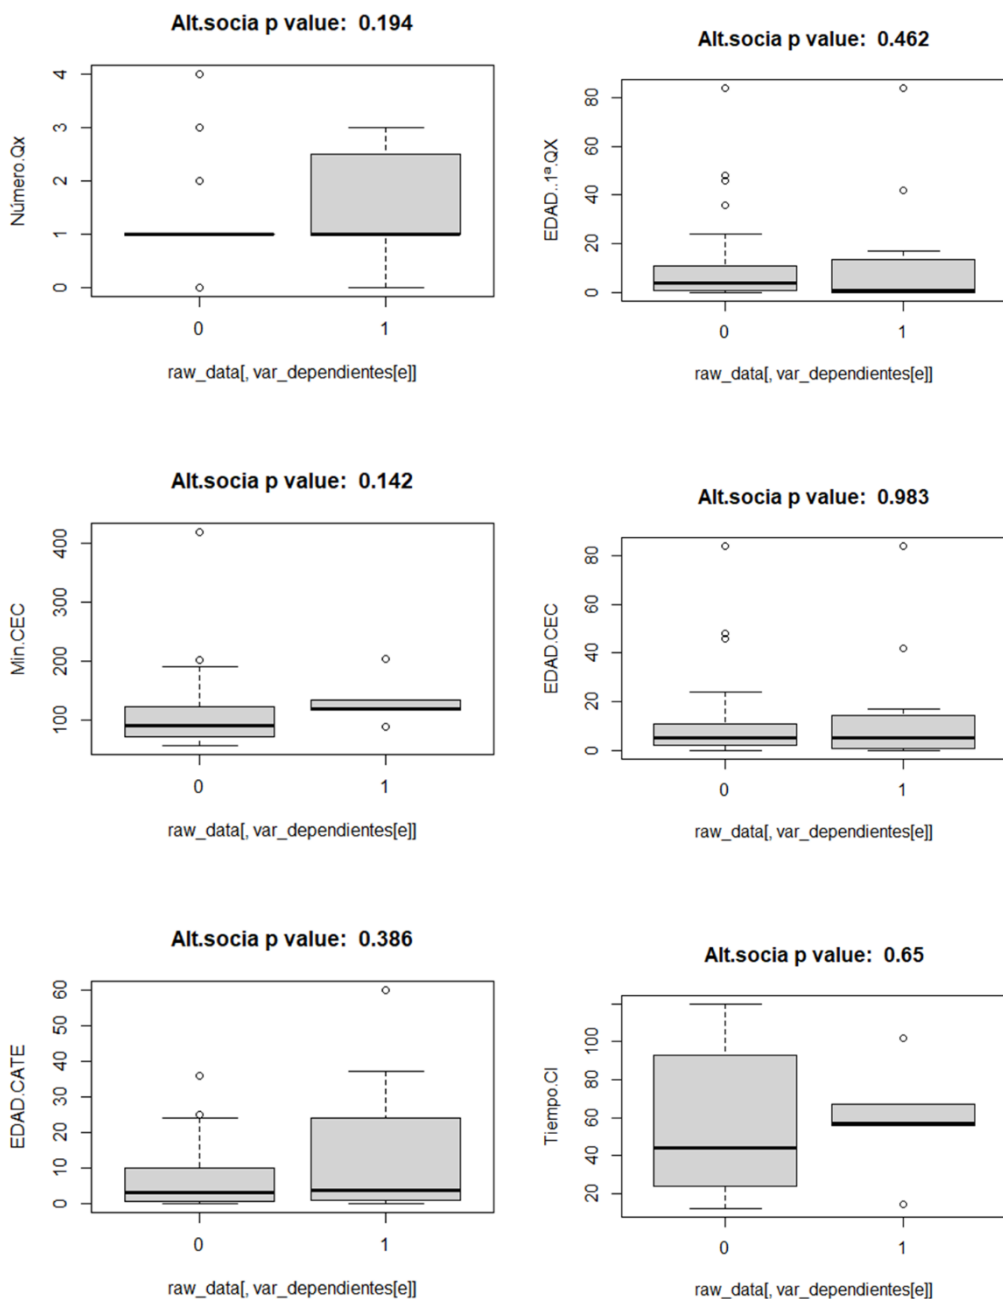 Alt.socia p value:  0.194
Número.Qx
0
1
2
3
4
0
1
raw_data[, var_dependientes[e]]
Alt.socia p value:  0.462
EDAD..1ª.QX
0
20
40
60
80
0
1
raw_data[, var_dependientes[e]]
Alt.socia p value:  0.142
Min.CEC
100
200
300
400
0
1
raw_data[, var_dependientes[e]]
Alt.socia p value:  0.983
EDAD.CEC
0
20
40
60
80
0
1
raw_data[, var_dependientes[e]]
Alt.socia p value:  0.386
EDAD.CATE
0
10
20
30
40
50
60
0
1
raw_data[, var_dependientes[e]]
Alt.socia p value:  0.65
Tiempo.CI
20
40
60
80
100
0
1
raw_data[, var_dependientes[e]]